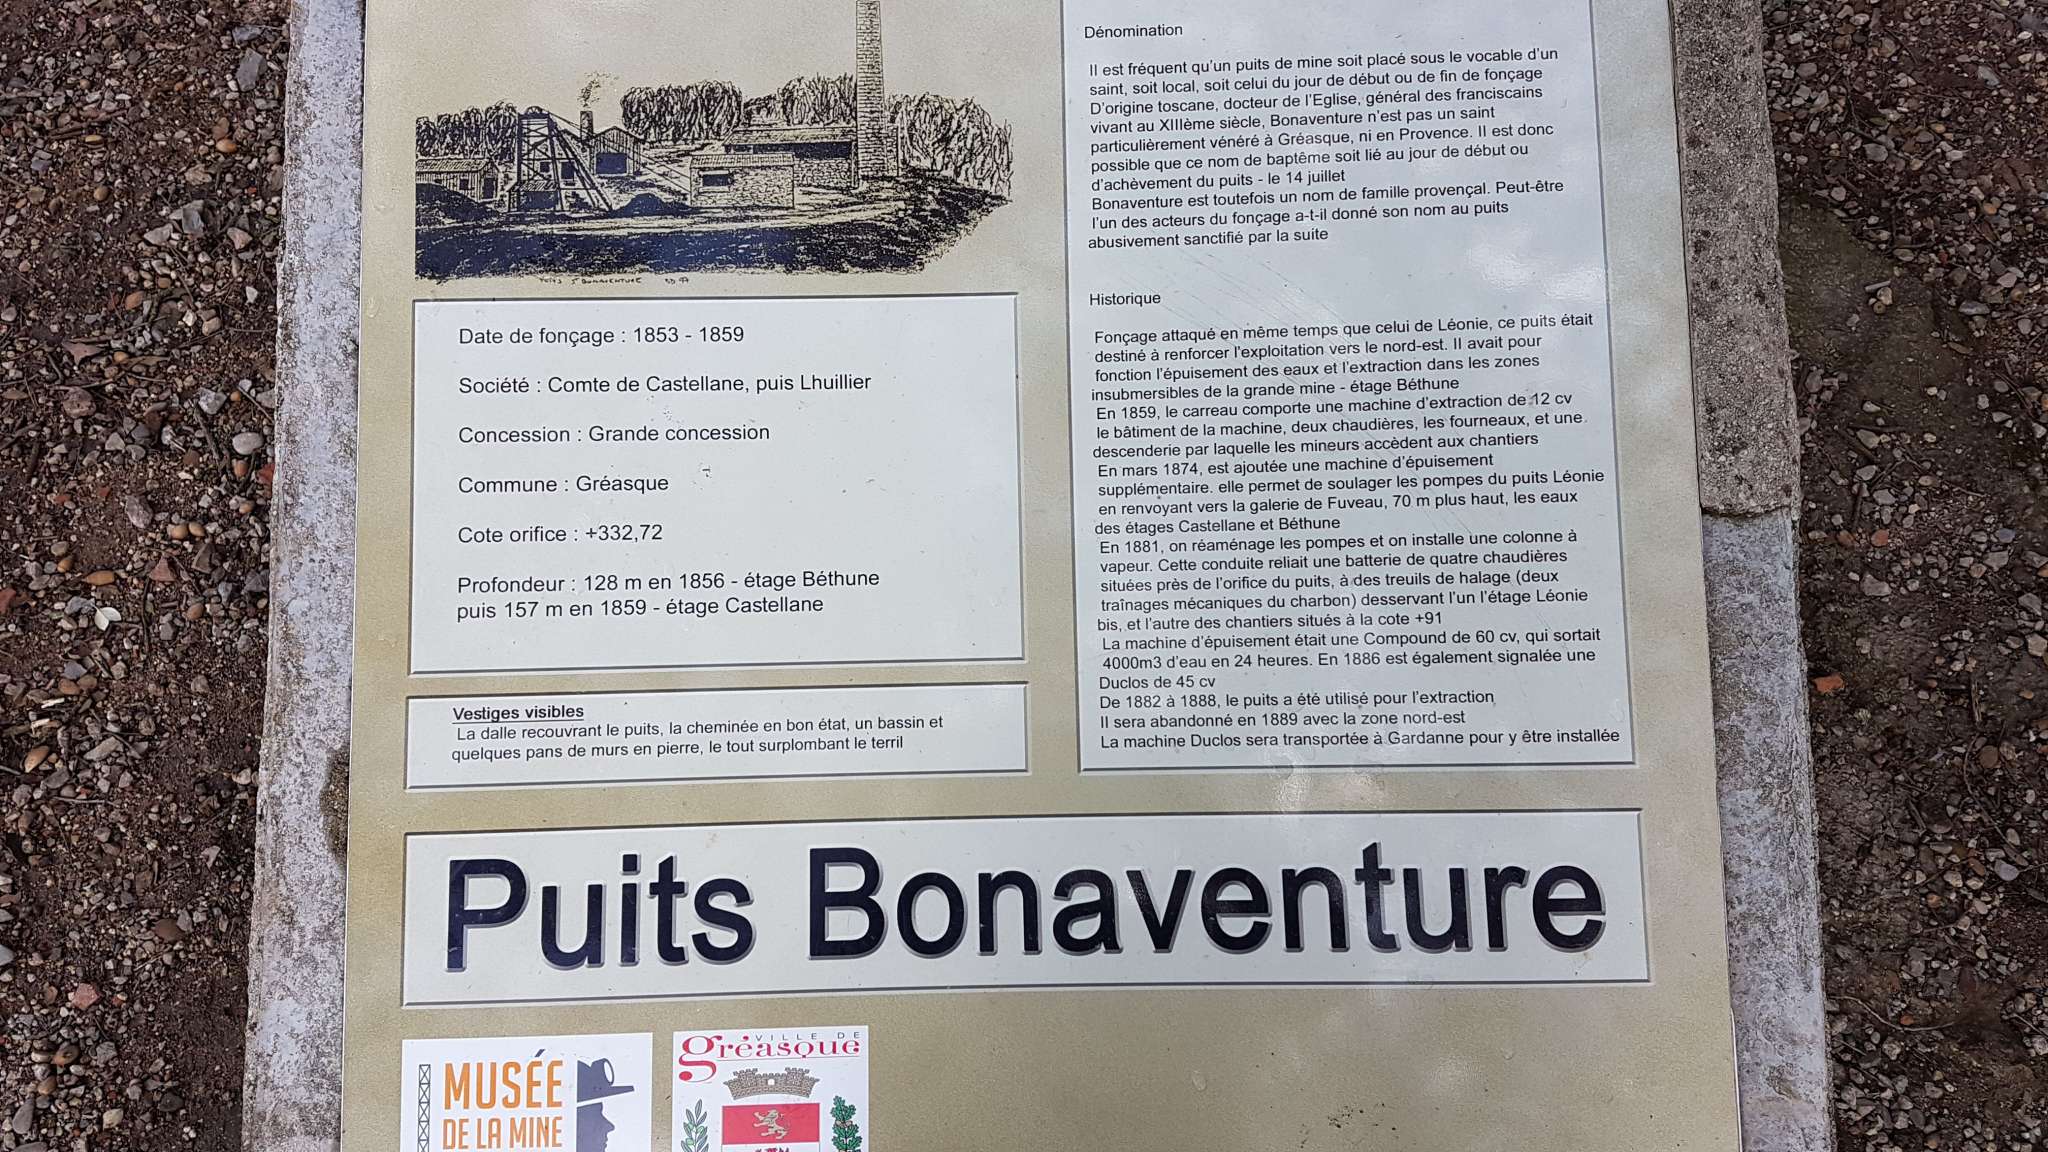 PUITS St BONAVENTURE
Date de fonçage : 1853 - 1859
Société : Comte de Castellane, puis Lhuillier
Concession : Grande concession
Commune : Gréasque
Cote orifice : +332,72
Profondeur : 128 m en 1856 - étage Béthune
puis 157 m en 1859 - étage Castellane
Vestiges visibles
La dalle recouvrant le puits, la cheminée en bon état, un bassin et
quelques pans de murs en pierre, le tout surplombant le terril
Dénomination
Il est fréquent qu'un puits de mine soit placé sous le vocable d'un
saint, soit local, soit celui du jour de début ou de fin de fonçage
D'origine toscane, docteur de l'Eglise, général des franciscains
vivant au XIIIème siècle, Bonaventure n'est pas un saint
particulièrement vénéré à Gréasque, ni en Provence. Il est donc
possible que ce nom de baptême soit lié au jour de début ou
d'achèvement du puits - le 14 juillet
Bonaventure est toutefois un nom de famille provençal. Peut-être
l'un des acteurs du fonçage a-t-il donné son nom au puits
abusivement sanctifié par la suite
Historique
Fonçage attaqué en même temps que celui de Léonie, ce puits était
destiné à renforcer l'exploitation vers le nord-est. Il avait pour
fonction l'épuisement des eaux et l'extraction dans les zones
insubmersibles de la grande mine - étage Béthune
En 1859, le carreau comporte une machine d'extraction de 12 cv
le bâtiment de la machine, deux chaudières, les fourneaux, et une
descenderie par laquelle les mineurs accèdent aux chantiers
En mars 1874, est ajoutée une machine d'épuisement
supplémentaire. elle permet de soulager les pompes du puits Léonie
en renvoyant vers la galerie de Fuveau, 70 m plus haut, les eaux
des étages Castellane et Béthune
En 1881, on réaménage les pompes et on installe une colonne à
vapeur. Cette conduite reliait une batterie de quatre chaudières
situées près de l'orifice du puits, à des treuils de halage (deux
traînages mécaniques du charbon) desservant l'un l'étage Léonie
bis, et l'autre des chantiers situés à la cote +91
La machine d'épuisement était une Compound de 60 cv, qui sortait
4000m3 d'eau en 24 heures. En 1886 est également signalée une
Duclos de 45 cv
De 1882 à 1888, le puits a été utilisé pour l'extraction
Il sera abandonné en 1889 avec la zone nord-est
La machine Duclos sera transportée à Gardanne pour y être installée
Puits Bonaventure
MUSÉE
DE LA MINE
VILLE DE
gréasque